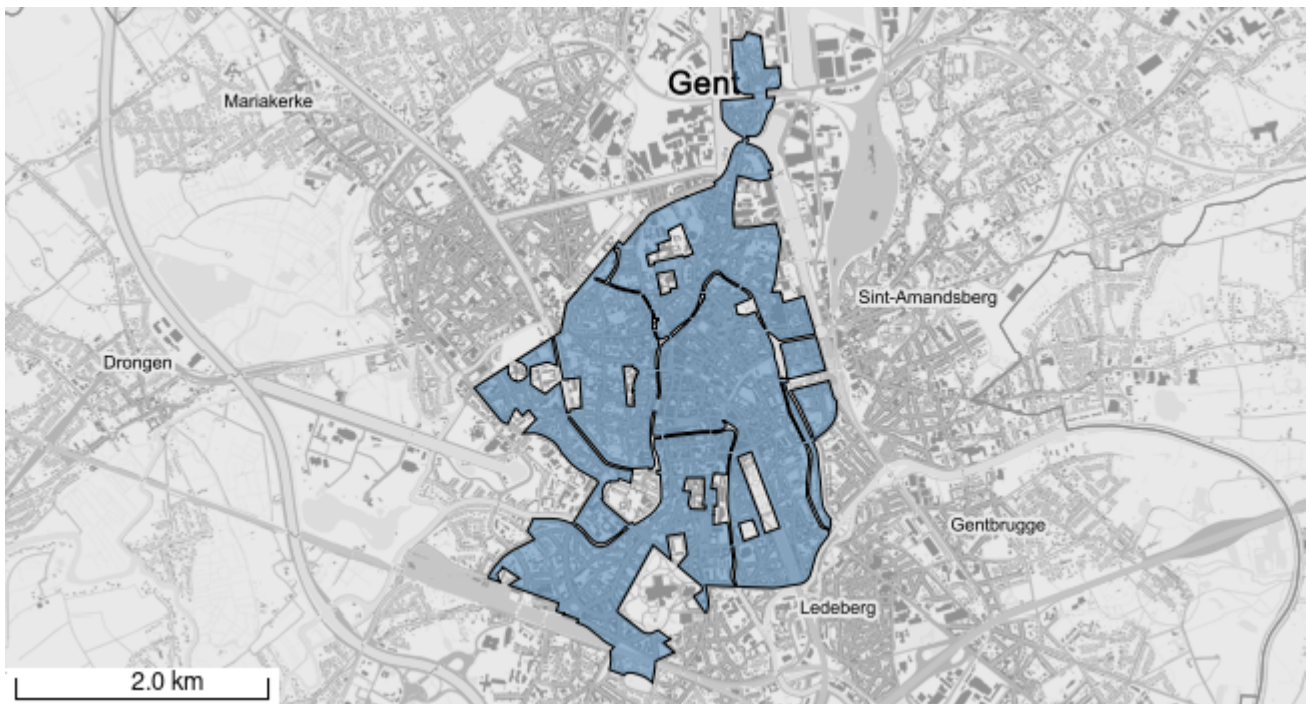 Gent
Mariakerke
Sint-Amandsberg
Drongen
Gentbrugge
Ledeberg
2.0 km